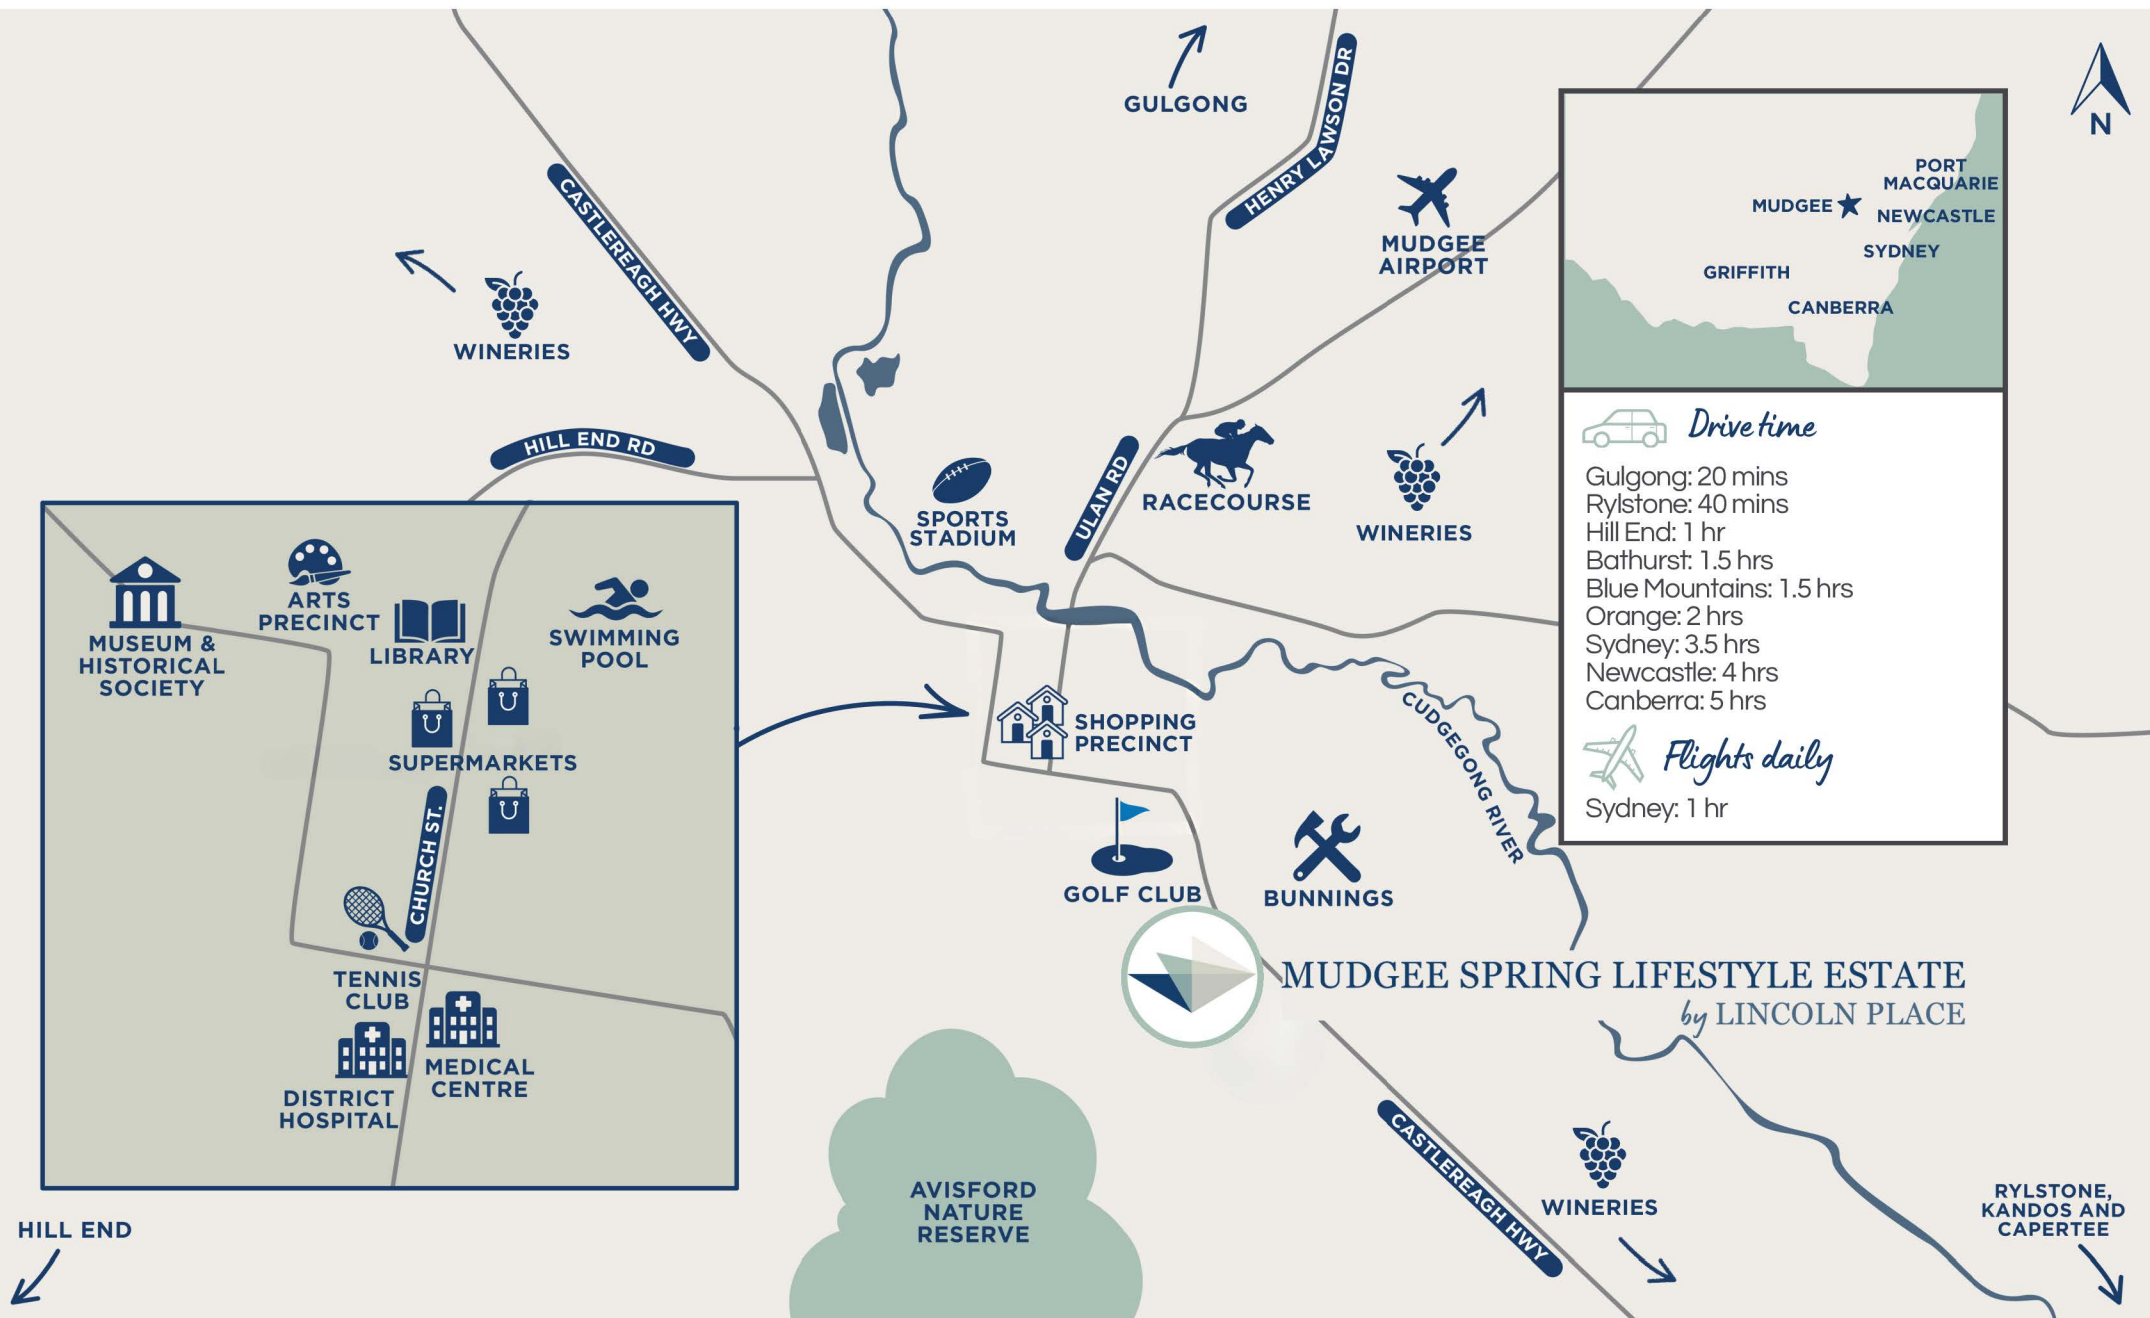 GULGONG
HENRY LAWSON DR
N
CASTLEREAGH HWY
MUDGEE
AIRPORT
WINERIES
PORT
MACQUARIE
MUDGEE
NEWCASTLE
SYDNEY
GRIFFITH
CANBERRA
HILL END RD
ULAN RD
RACECOURSE
SPORTS
STADIUM
WINERIES
Drive time
Gulgong: 20 mins
Rylstone: 40 mins
Hill End: 1 hr
Bathurst: 1.5 hrs
Blue Mountains: 1.5 hrs
Orange: 2 hrs
Sydney: 3.5 hrs
Newcastle: 4 hrs
Canberra: 5 hrs
Flights daily
Sydney: 1 hr
MUSEUM &
HISTORICAL
SOCIETY
ARTS
PRECINCT
LIBRARY
SWIMMING
POOL
SUPERMARKETS
CHURCH ST.
TENNIS
CLUB
MEDICAL
CENTRE
DISTRICT
HOSPITAL
SHOPPING
PRECINCT
CUDGEGONG RIVER
GOLF CLUB
BUNNINGS
MUDGEE SPRING LIFESTYLE ESTATE
by LINCOLN PLACE
AVISFORD
NATURE
RESERVE
CASTLEREAGH HWY
WINERIES
HILL END
RYLSTONE,
KANDOS AND
CAPERTEE